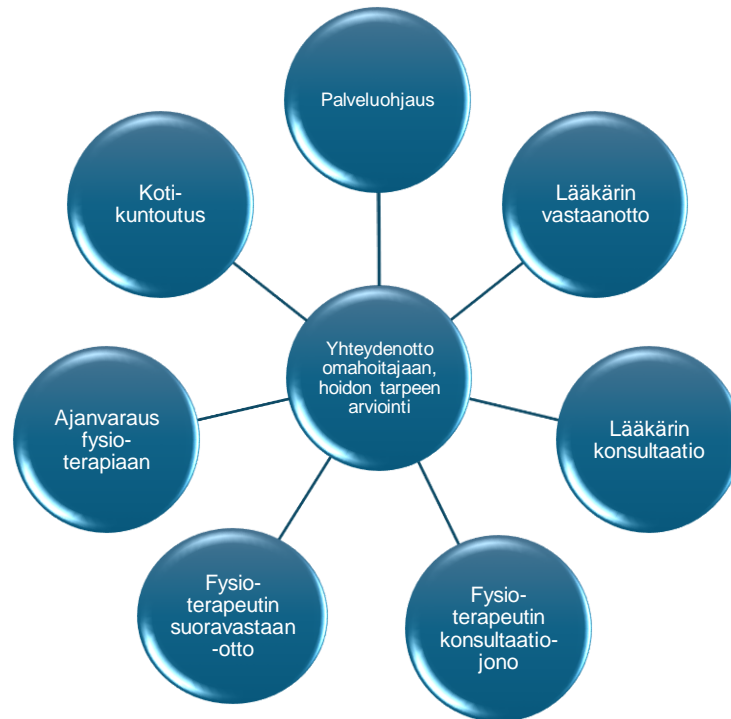 Palveluohjaus
Lääkärin
vastaanotto
Lääkärin
konsultaatio
Fysio-
terapeutin
konsultaatio-
jono
Fysio-
terapeutin
suoravastaan
-otto
Ajanvaraus
fysio-
terapiaan
Koti-
kuntoutus
Yhteydenotto
omahoitajaan,
hoidon tarpeen
arviointi